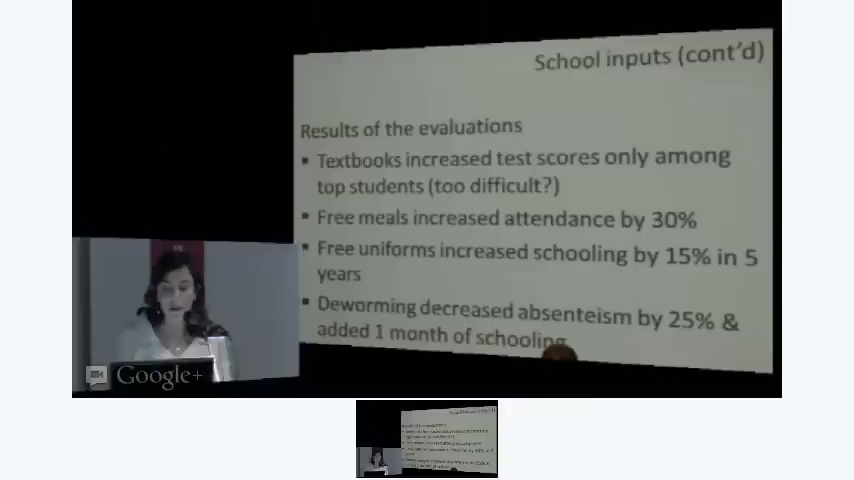 School inputs (cont'd)
Results of the evaluations
▪ Textbooks increased test scores only among
top students (too difficult?)
▪ Free meals increased attendance by 30%
▪ Free uniforms increased schooling by 15% in 5
years
▪ Deworming decreased absenteism by 25% &
added 1 month of schooling
Google+